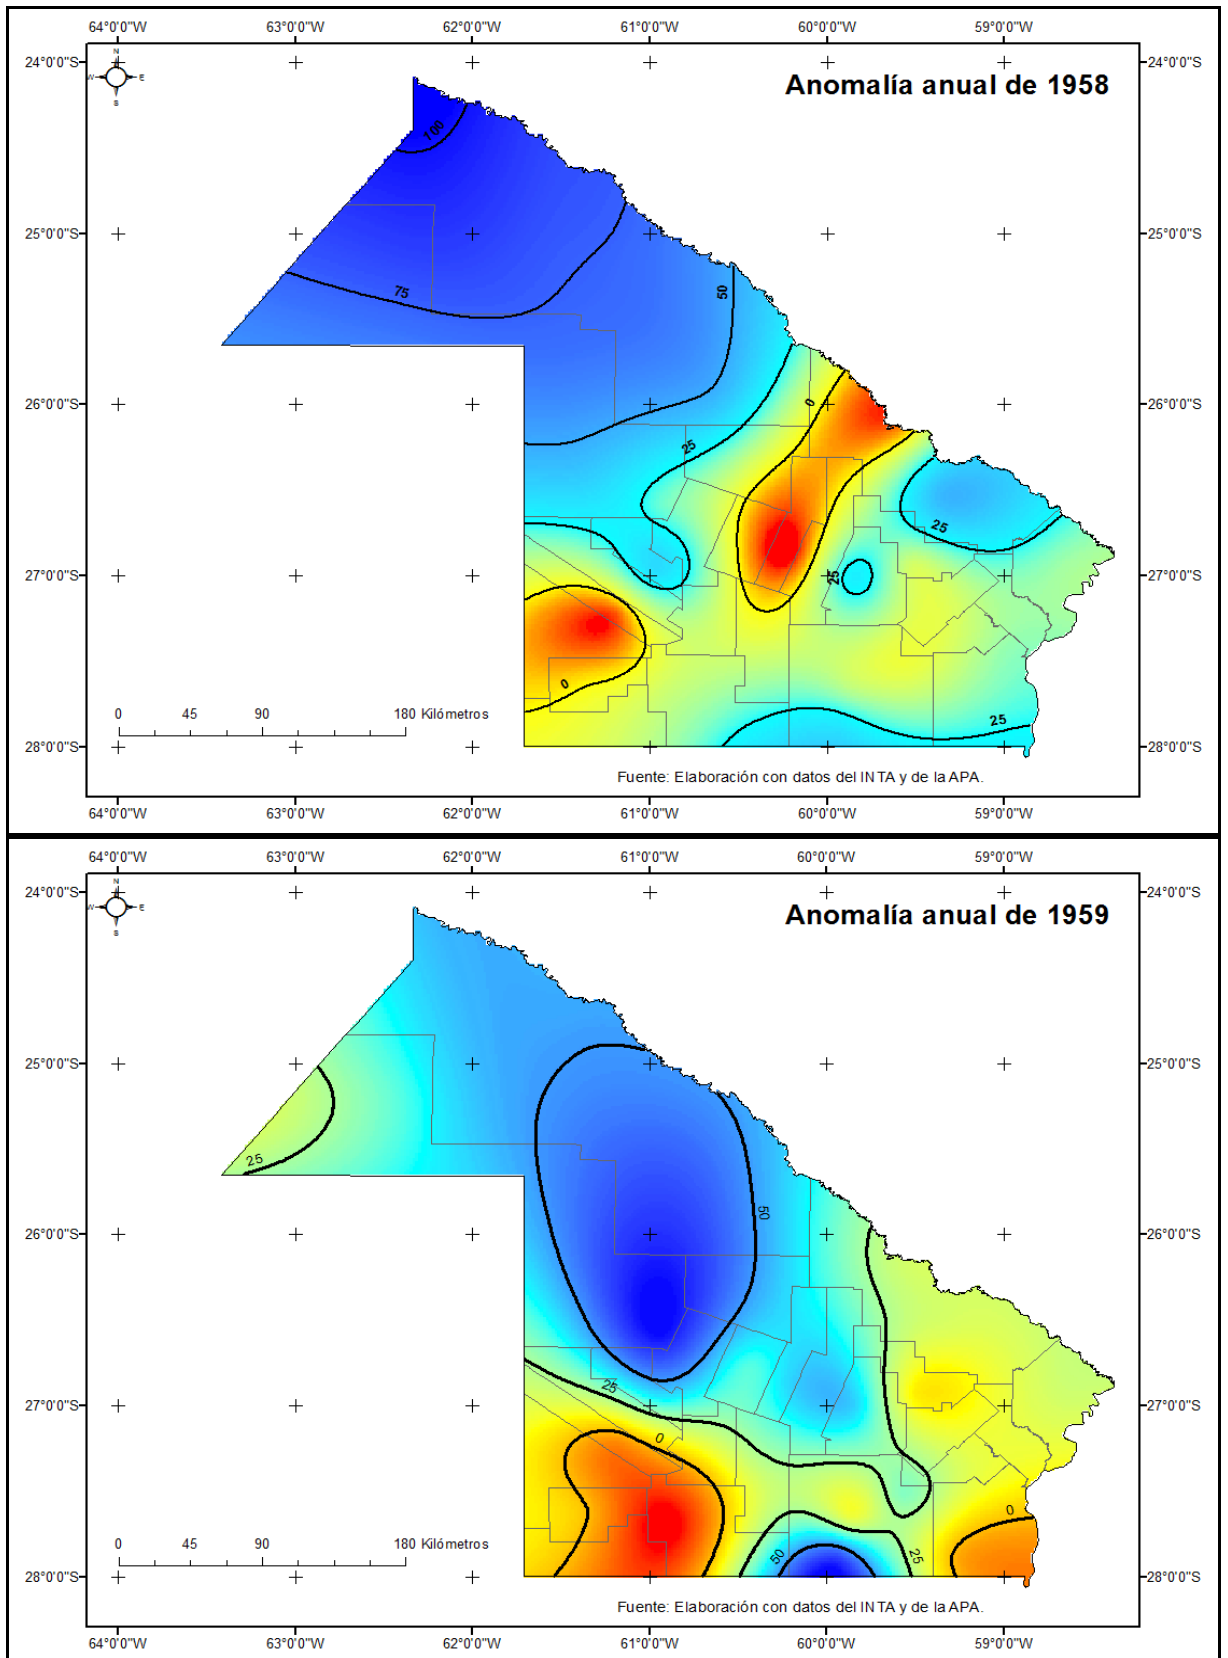 64°0'0"W 63°0'0"W 62°0'0"W 61°0'0"W 60°0'0"W 59°0'0"W
N
W E
S
24°0'0"S 24°0'0"S
Anomalía anual de 1958
100
25°0'0"S 25°0'0"S
75
50
26°0'0"S 26°0'0"S
0
25
25
27°0'0"S 27°0'0"S
25
0
0 45 90 180 Kilómetros
25
28°0'0"S 28°0'0"S
Fuente: Elaboración con datos del INTA y de la APA.
64°0'0"W 63°0'0"W 62°0'0"W 61°0'0"W 60°0'0"W 59°0'0"W
64°0'0"W 63°0'0"W 62°0'0"W 61°0'0"W 60°0'0"W 59°0'0"W
N
W E
S
24°0'0"S 24°0'0"S
Anomalía anual de 1959
25°0'0"S 25°0'0"S
25
50
26°0'0"S 26°0'0"S
25
27°0'0"S 27°0'0"S
0
0
0 45 90 180 Kilómetros
50
25
28°0'0"S 28°0'0"S
Fuente: Elaboración con datos del INTA y de la APA.
64°0'0"W 63°0'0"W 62°0'0"W 61°0'0"W 60°0'0"W 59°0'0"W